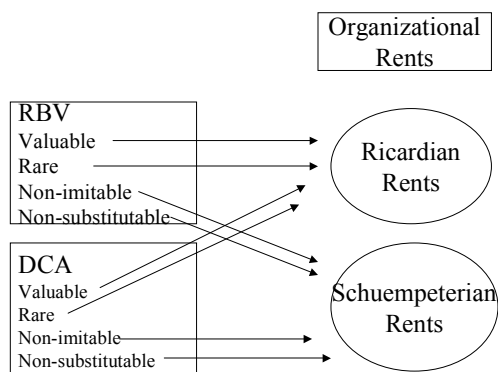 Organizational
Rents
RBV
Valuable
Rare
Non-imitable
Non-substitutable
Ricardian
Rents
DCA
Valuable
Rare
Non-imitable
Non-substitutable
Schuempeterian
Rents